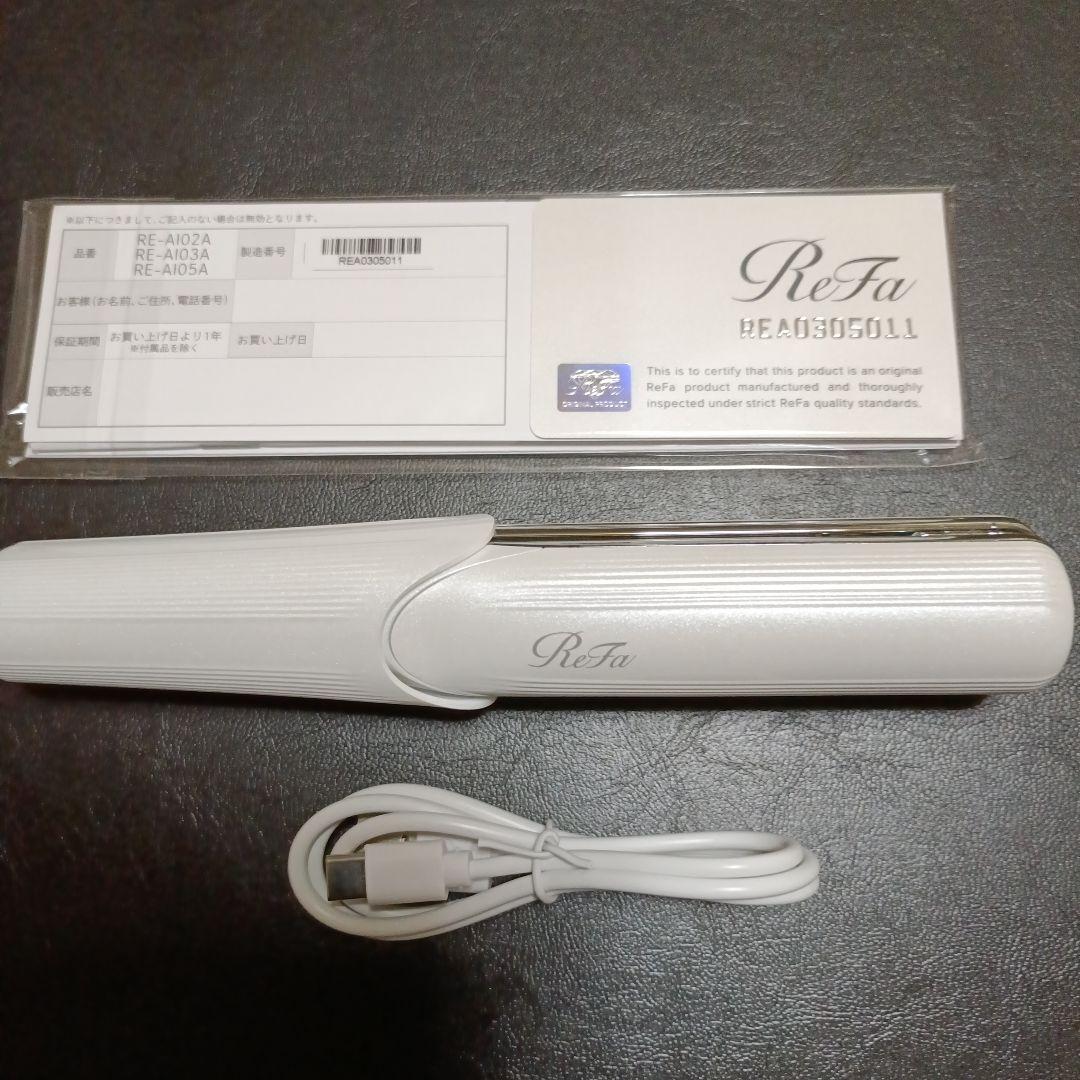 ※以下につきまして、ご記入のない場合は無効となります。
品番
RE-AI02A
RE-AI03A
RE-AI05A
製造番号
REA0305011
お客様(お名前、ご住所、電話番号)
保証期間
お買い上げ日より1年
※付属品を除く
お買い上げ日
販売店名
ReFa
REA0305011
ReFa
ORIGINAL PRODUCT
This is to certify that this product is an original
ReFa product manufactured and thoroughly
inspected under strict ReFa quality standards.
ReFa